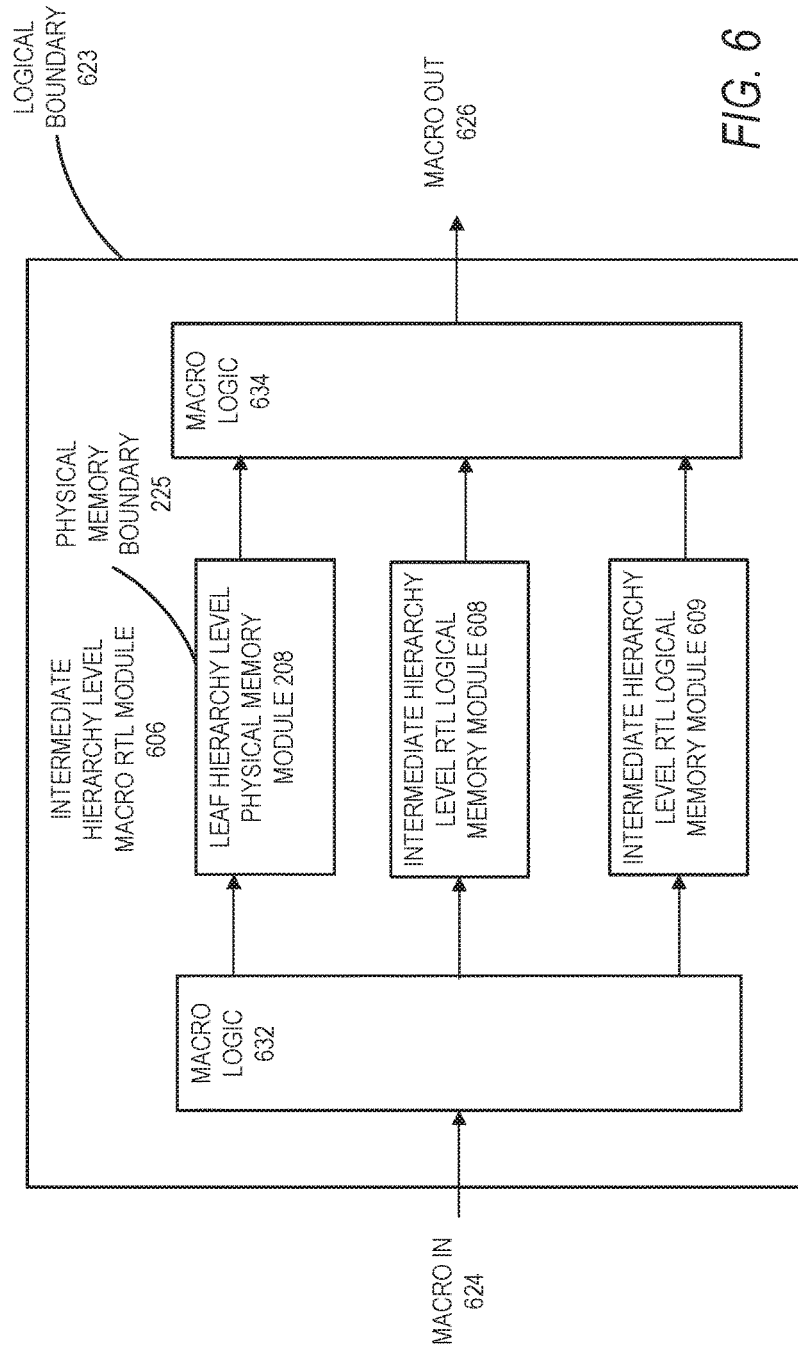 LOGICAL
BOUNDARY
623
INTERMEDIATE
HIERARCHY LEVEL
MACRO RTL MODULE
606
PHYSICAL
MEMORY
BOUNDARY
225
MACRO IN
624
MACRO
LOGIC
632
LEAF HIERARCHY LEVEL
PHYSICAL MEMORY
MODULE 208
INTERMEDIATE HIERARCHY
LEVEL RTL LOGICAL
MEMORY MODULE 608
INTERMEDIATE HIERARCHY
LEVEL RTL LOGICAL
MEMORY MODULE 609
MACRO
LOGIC
634
MACRO OUT
626
FIG. 6